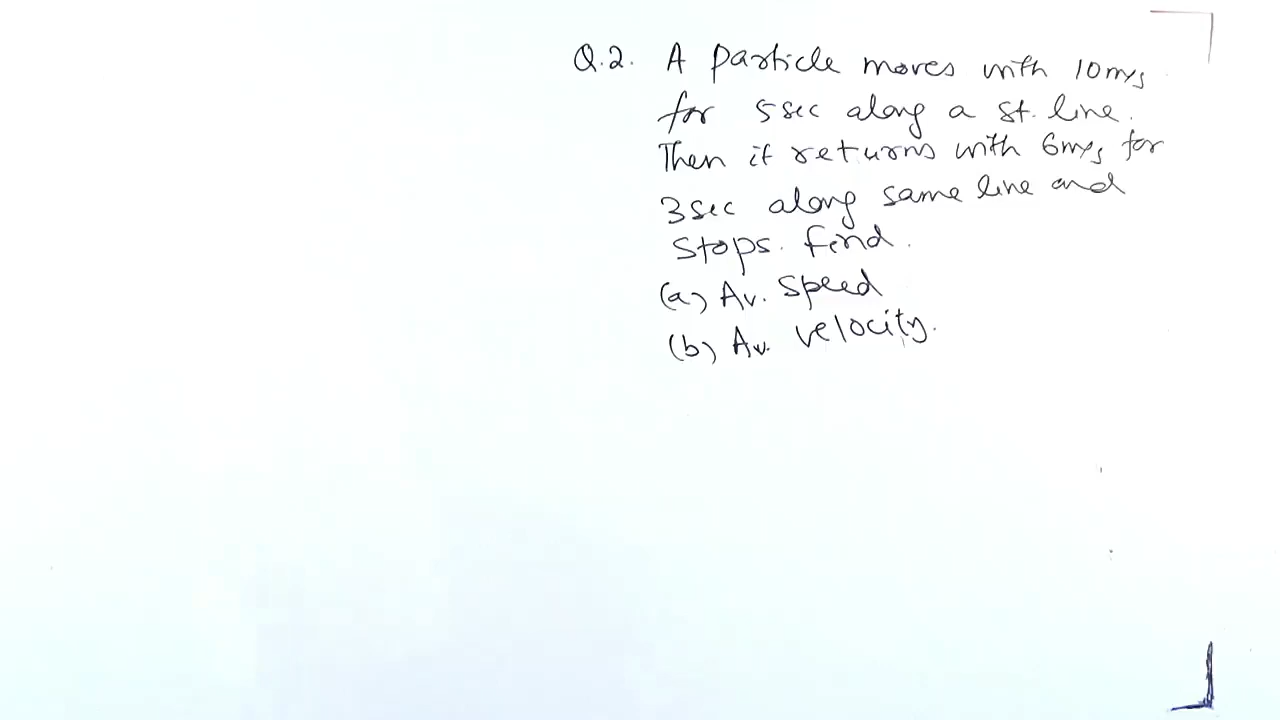 Q.2. A particle moves with 10m/s
for 5sec along a st. line.
Then it returns with 6m/s for
3sec along same line and
stops. Find.
(a) Av. speed
(b) Av. velocity.